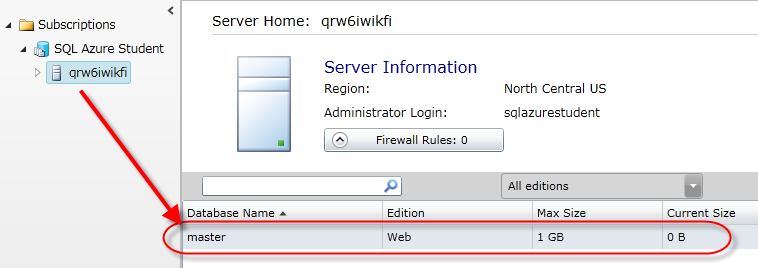 Subscriptions
SQL Azure Student
qrw6iwikfi
Server Home: qrw6iwikfi
Server Information
Region: North Central US
Administrator Login: sqlazurestudent
Firewall Rules: 0
All editions
Database Name Edition Max Size Current Size
master Web 1 GB 0 B